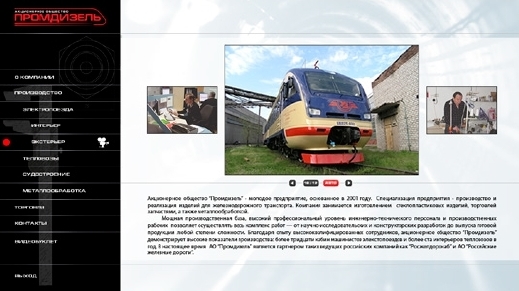 АКЦИОНЕРНОЕ ОБЩЕСТВО
ПРОМДИЗЕЛЬ
О КОМПАНИИ
ПРОИЗВОДСТВО
ЭЛЕКТРОПОЕЗДА
ИНТЕРЬЕР
ЭКСТЕРЬЕР
ТЕПЛОВОЗЫ
СУДОСТРОЕНИЕ
МЕТАЛЛООБРАБОТКА
ТОРГОВЛЯ
КОНТАКТЫ
ВИДЕОБУКЛЕТ
ВЫХОД
Акционерное общество "Промдизель" - молодое предприятие, основанное в 2001 году. Специализация предприятия - производство и
реализация изделий для железнодорожного транспорта. Компания занимается изготовлением стеклопластиковых изделий, торговлей
запчастями, а также металлообработкой.
Мощная производственная база, высокий профессиональный уровень инженерно-технического персонала и производственных
рабочих позволяет осуществлять весь комплекс работ — от научно-исследовательских и конструкторских разработок до выпуска готовой
продукции любой степени сложности. Благодаря опыту высококвалифицированных сотрудников, акционерное общество "Промдизель"
демонстрирует высокие показатели производства: более тридцати кабин машинистов электропоездов и более ста интерьеров тепловозов в
год. В настоящее время АО "Промдизель" является партнером таких ведущих российских компаний как "Росжелдорснаб" и АО "Российские
железные дороги".